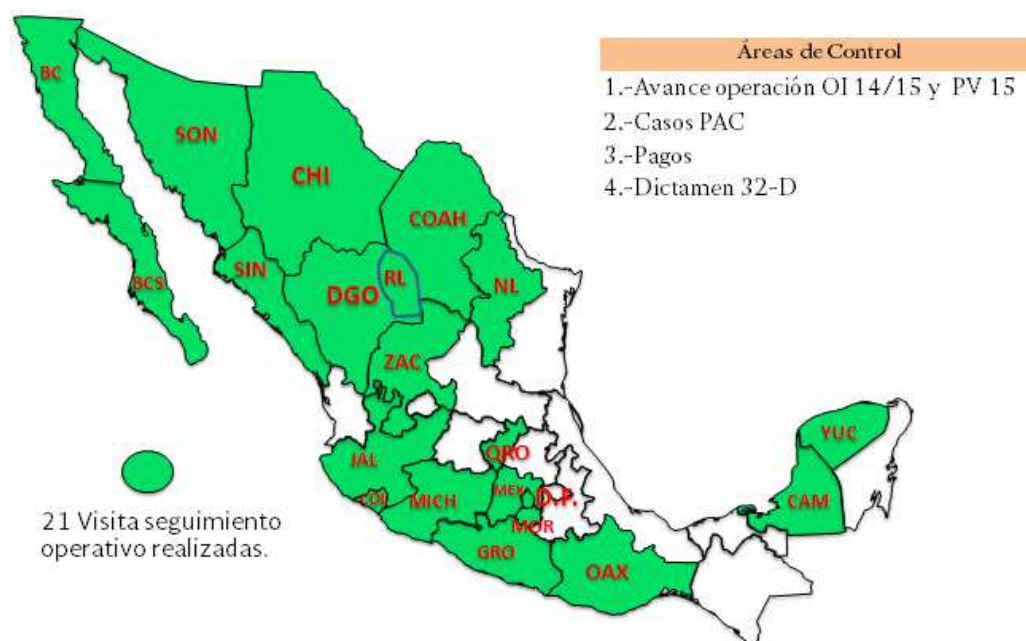 Áreas de Control
1.-Avance operación OI 14/15 y PV 15
2.-Casos PAC
3.-Pagos
4.-Dictamen 32-D
BC
SON
CHI
COAH
BCS
SIN
DGO
RL
NL
ZAC
JAL
QRO
COL
MICH
MEX
D.F.
MOR
GRO
OAX
YUC
CAM
21 Visita seguimiento
operativo realizadas.